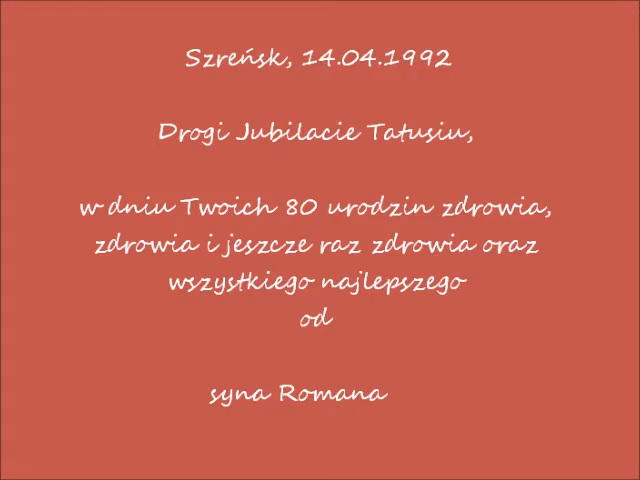 Szreńsk, 14.04.1992
Drogi Jubilacie Tatusiu,
w dniu Twoich 80 urodzin zdrowia,
zdrowia i jeszcze raz zdrowia oraz
wszystkiego najlepszego
od
syna Romana